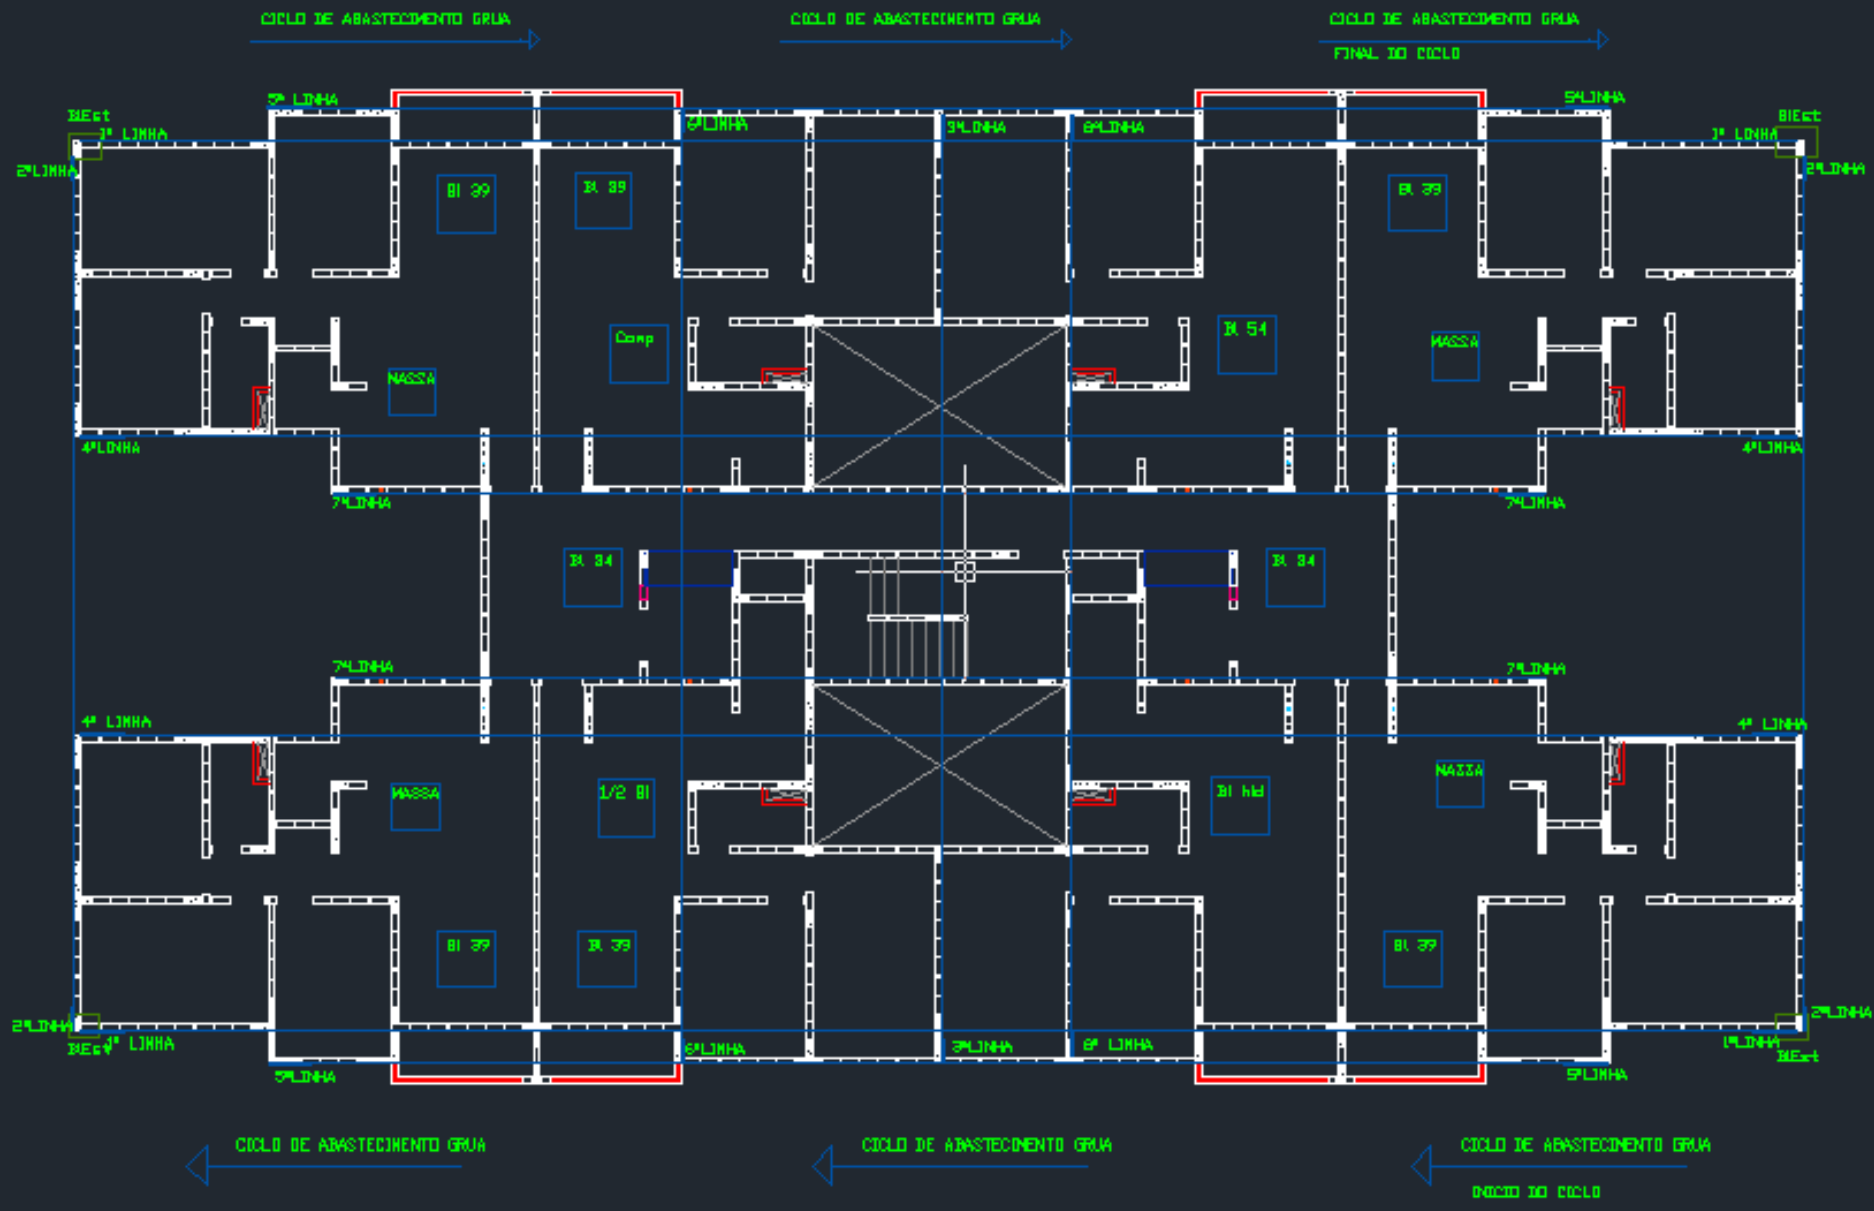 CICLO DE ABASTECIMENTO GRUA
CICLO DE ABASTECIMENTO GRUA
CICLO DE ABASTECIMENTO GRUA
FINAL DO CICLO
5ª LINHA
5ªLINHA
BlEst
BlEst
1ª LINHA
6ªLINHA
3ªLINHA
6ªLINHA
1ª LINHA
2ªLINHA
2ªLINHA
Bl 39
Bl 39
Bl 39
Comp
Bl 54
MASSA
MASSA
4ªLINHA
4ªLINHA
7ªLINHA
7ªLINHA
Bl 34
Bl 34
7ªLINHA
7ªLINHA
4ª LINHA
4ª LINHA
MASSA
1/2 Bl
Bl hid
MASSA
Bl 39
Bl 39
Bl 39
2ªLINHA
2ªLINHA
BlEst
1ª LINHA
6ªLINHA
3ªLINHA
6ª LINHA
1ªLINHA
BlEst
5ªLINHA
5ªLINHA
CICLO DE ABASTECIMENTO GRUA
CICLO DE ABASTECIMENTO GRUA
CICLO DE ABASTECIMENTO GRUA
INICIO DO CICLO